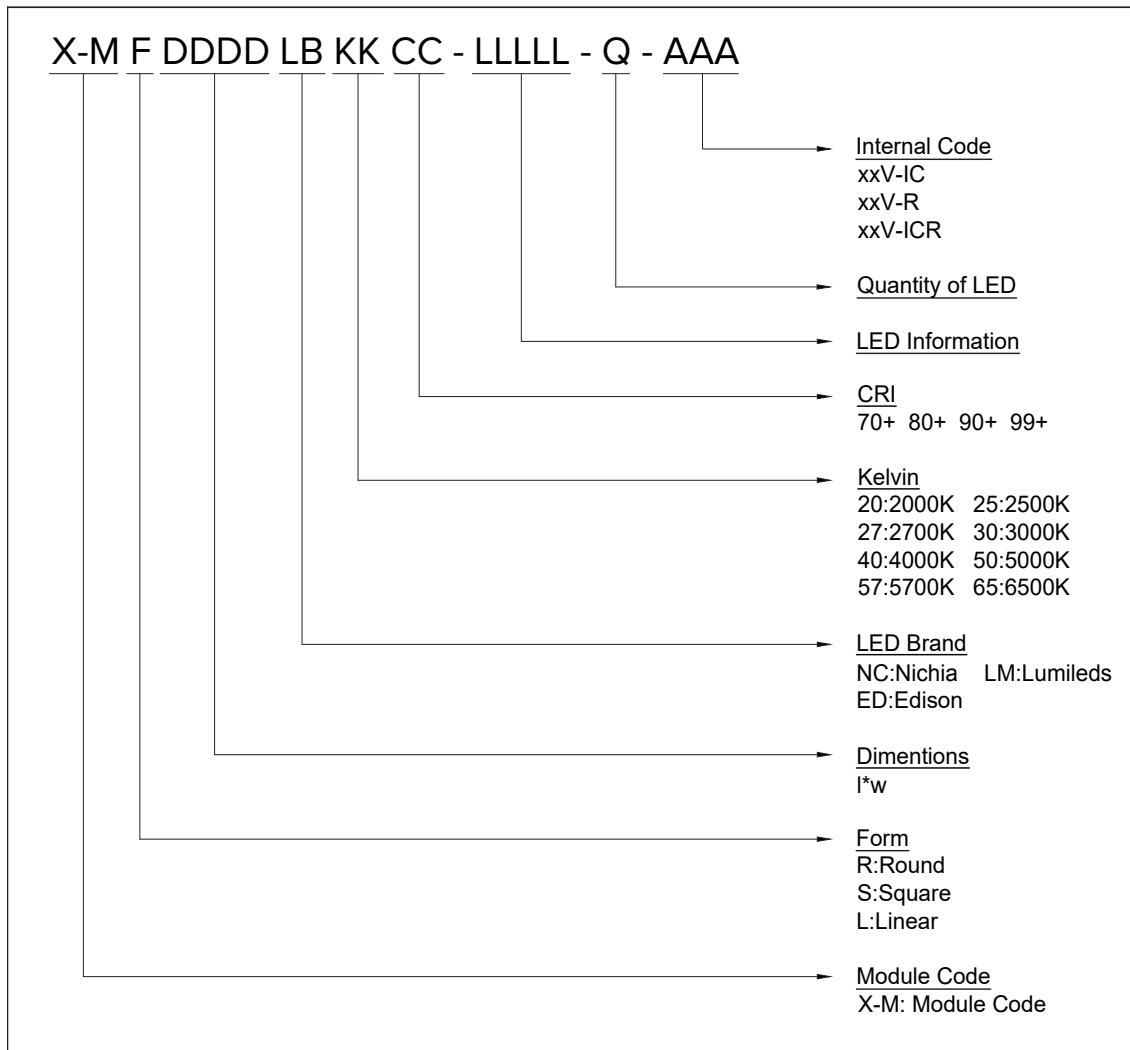 X-M F DDDD LB KK CC - LLLLL - Q - AAA
Internal Code
xxV-IC
xxV-R
xxV-ICR
Quantity of LED
LED Information
CRI
70+ 80+ 90+ 99+
Kelvin
20:2000K 25:2500K
27:2700K 30:3000K
40:4000K 50:5000K
57:5700K 65:6500K
LED Brand
NC:Nichia LM:Lumileds
ED:Edison
Dimentions
l*w
Form
R:Round
S:Square
L:Linear
Module Code
X-M: Module Code